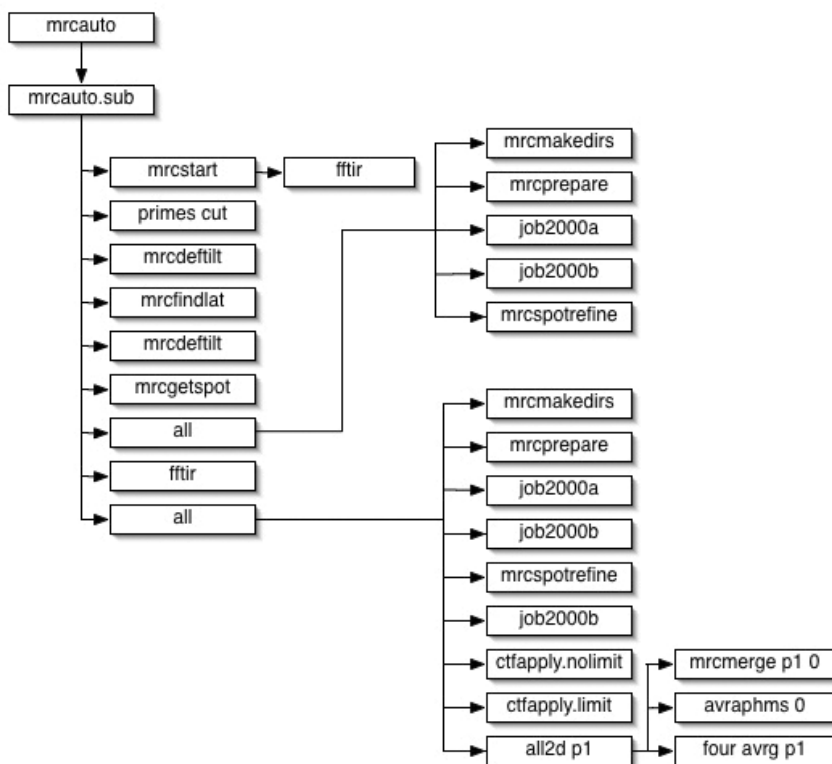 mrcauto
mrcauto.sub
mrcstart
fftir
primes cut
mrcdeftilt
mrcfindlat
mrcdeftilt
mrcgetspot
all
fftir
all
mrcmakedirs
mrcprepare
job2000a
job2000b
mrcspotrefine
mrcmakedirs
mrcprepare
job2000a
job2000b
mrcspotrefine
job2000b
ctfapply.nolimit
ctfapply.limit
all2d p1
mrcmerge p1 0
avraphms 0
four avrg p1